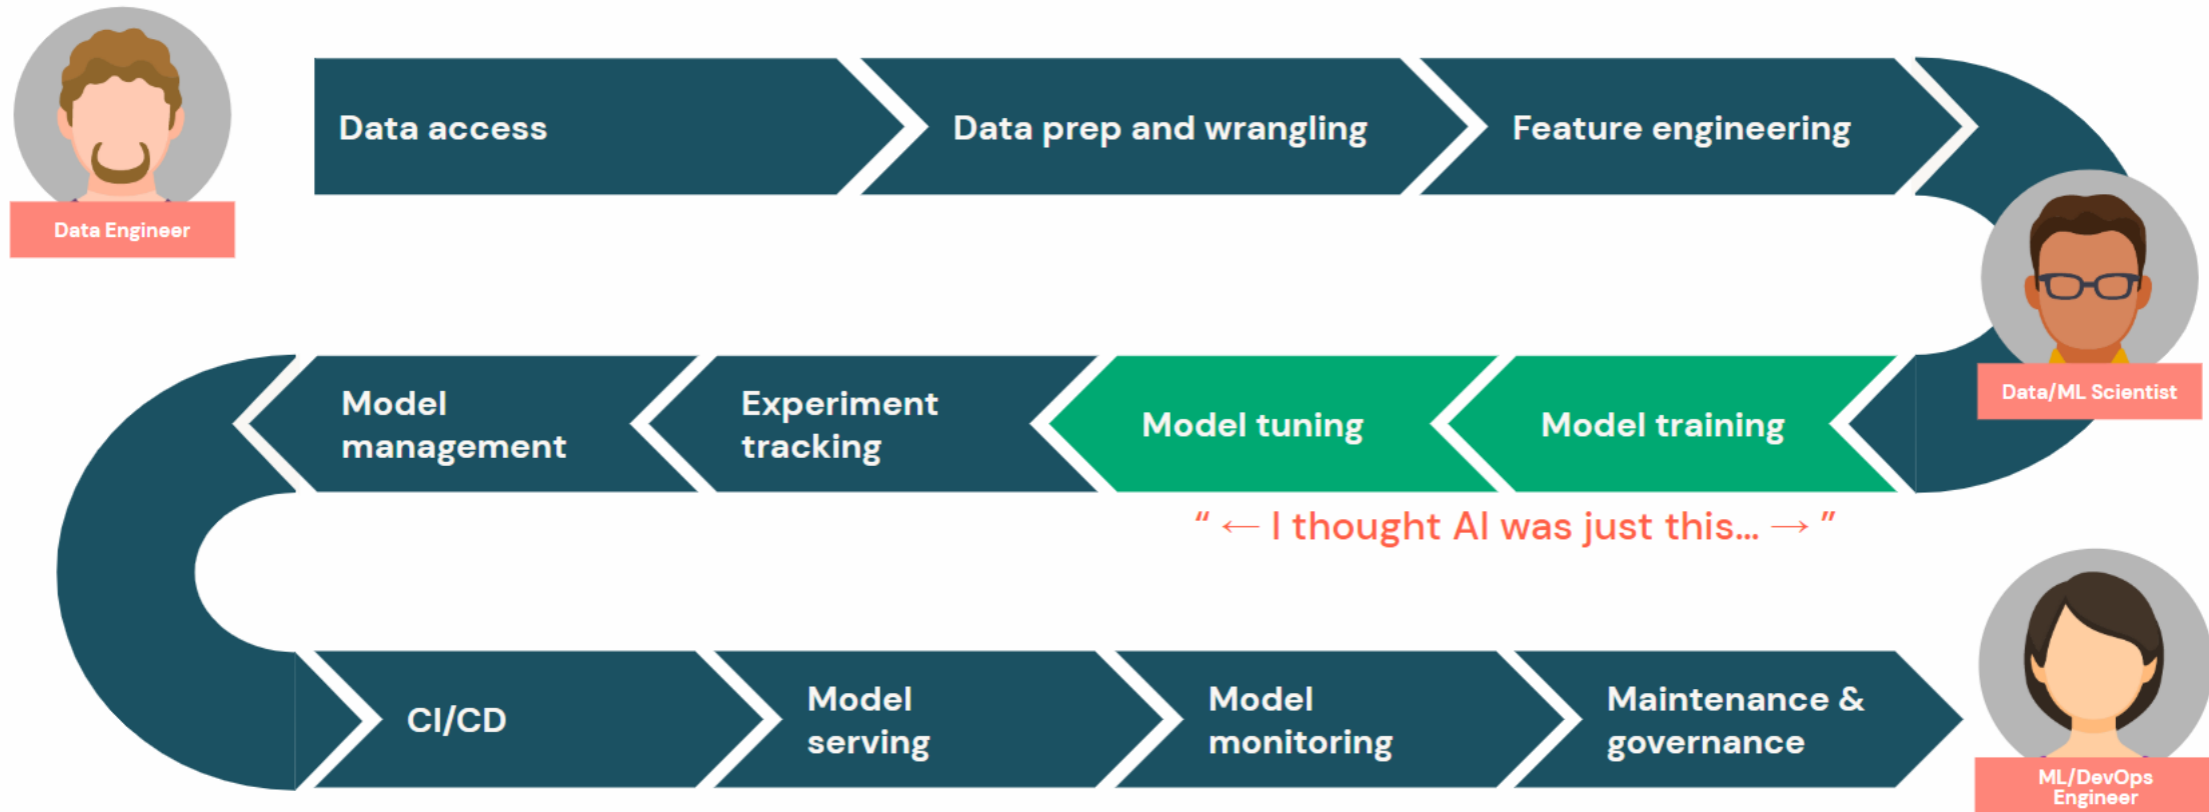 Data Engineer
Data access
Data prep and wrangling
Feature engineering
Data/ML Scientist
Model training
Model tuning
Experiment
tracking
Model
management
“ ← I thought AI was just this... → ”
CI/CD
Model
serving
Model
monitoring
Maintenance &
governance
ML/DevOps
Engineer